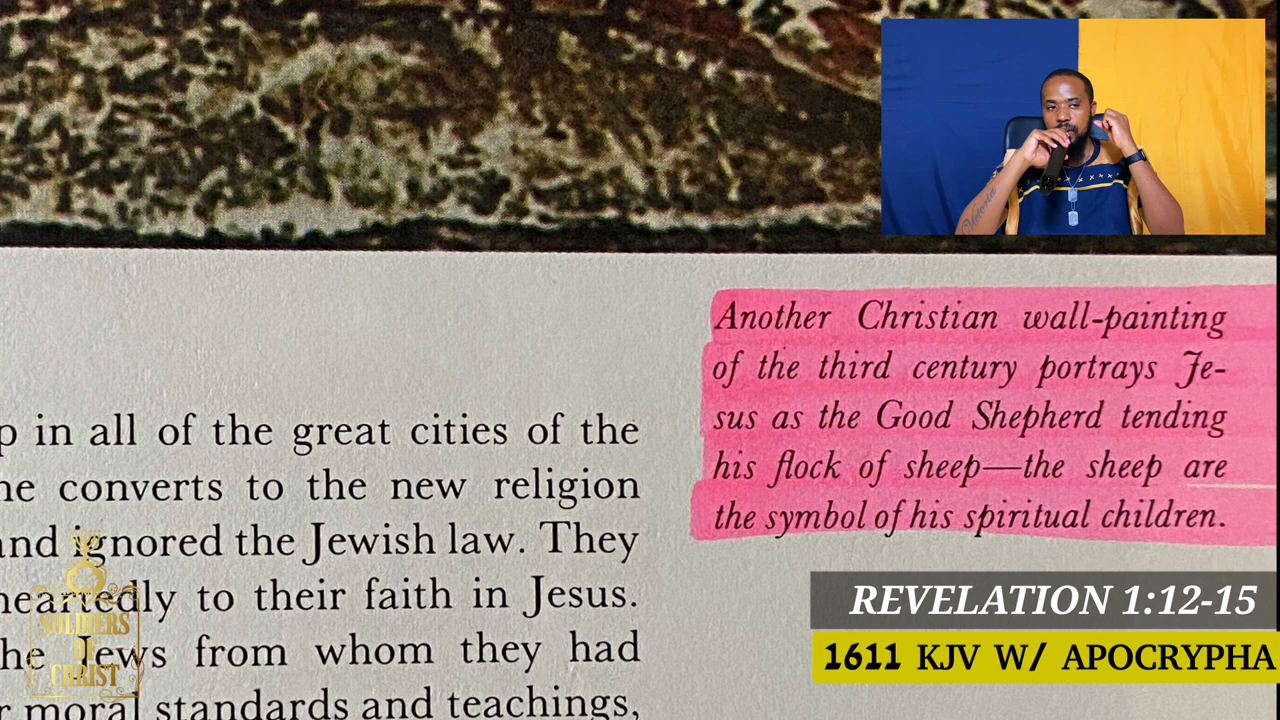 Another Christian wall-painting
of the third century portrays Je-
sus as the Good Shepherd tending
his flock of sheep—the sheep are
the symbol of his spiritual children.
p in all of the great cities of the
he converts to the new religion
and ignored the Jewish law. They
heartedly to their faith in Jesus.
he Jews from whom they had
r moral standards and teachings,
SOLDIERS
OF
CHRIST
REVELATION 1:12-15
1611 KJV W/ APOCRYPHA